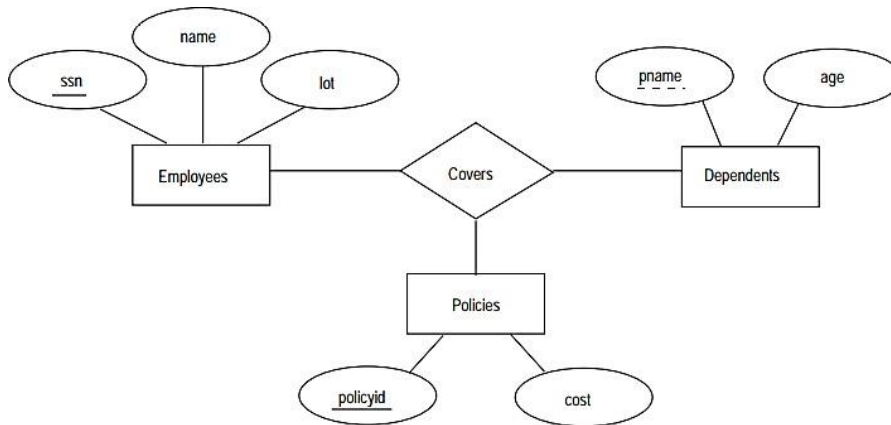 name
ssn
lot
pname
age
Employees
Covers
Dependents
Policies
policyid
cost